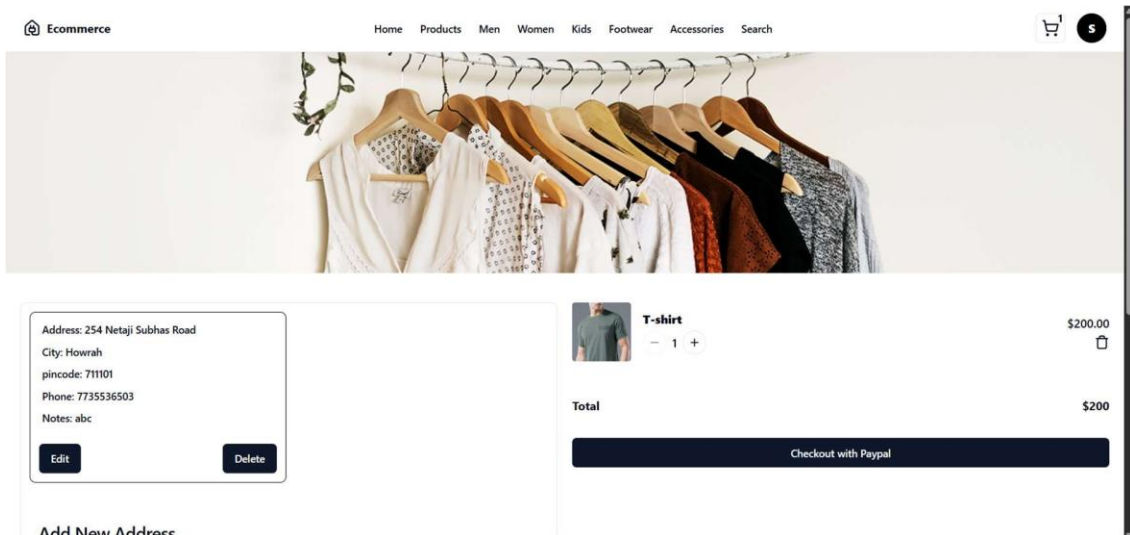 Ecommerce
Home Products Men Women Kids Footwear Accessories Search
1
S
Address: 254 Netaji Subhas Road
City: Howrah
pincode: 711101
Phone: 7735536503
Notes: abc
Edit Delete
Add New Address
T-shirt
$200.00
− 1 +
Total $200
Checkout with Paypal